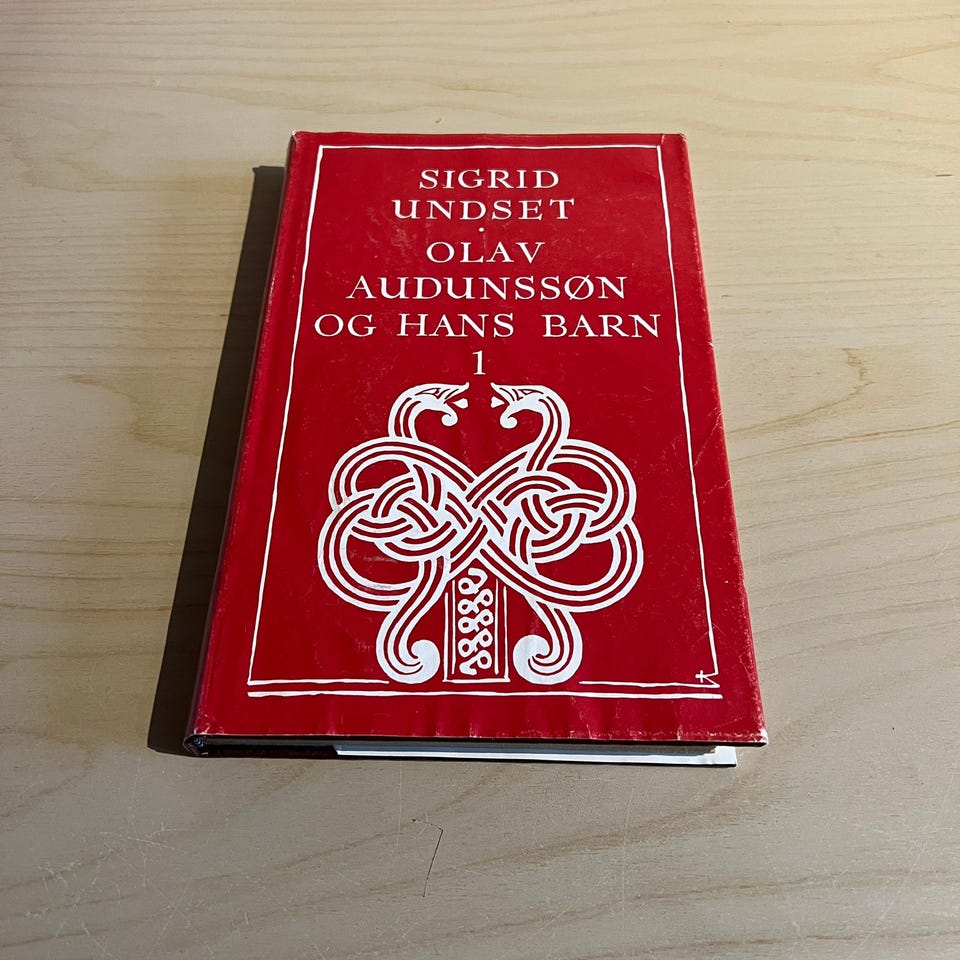 SIGRID
UNDSET
·
OLAV
AUDUNSSØN
OG HANS BARN
1